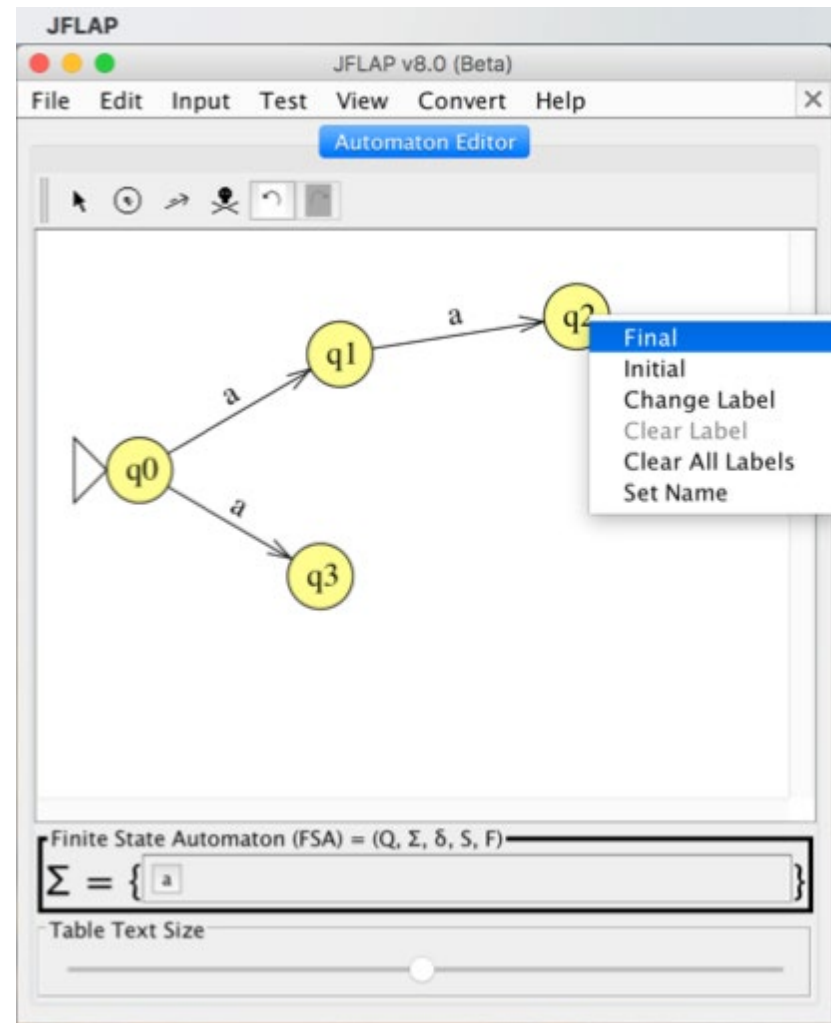 JFLAP
JFLAP v8.0 (Beta)
File Edit Input Test View Convert Help
Automaton Editor
a
q2
q1
a
q0
a
q3
Final
Initial
Change Label
Clear Label
Clear All Labels
Set Name
Finite State Automaton (FSA) = (Q, Σ, δ, S, F)
Σ = { a }
Table Text Size